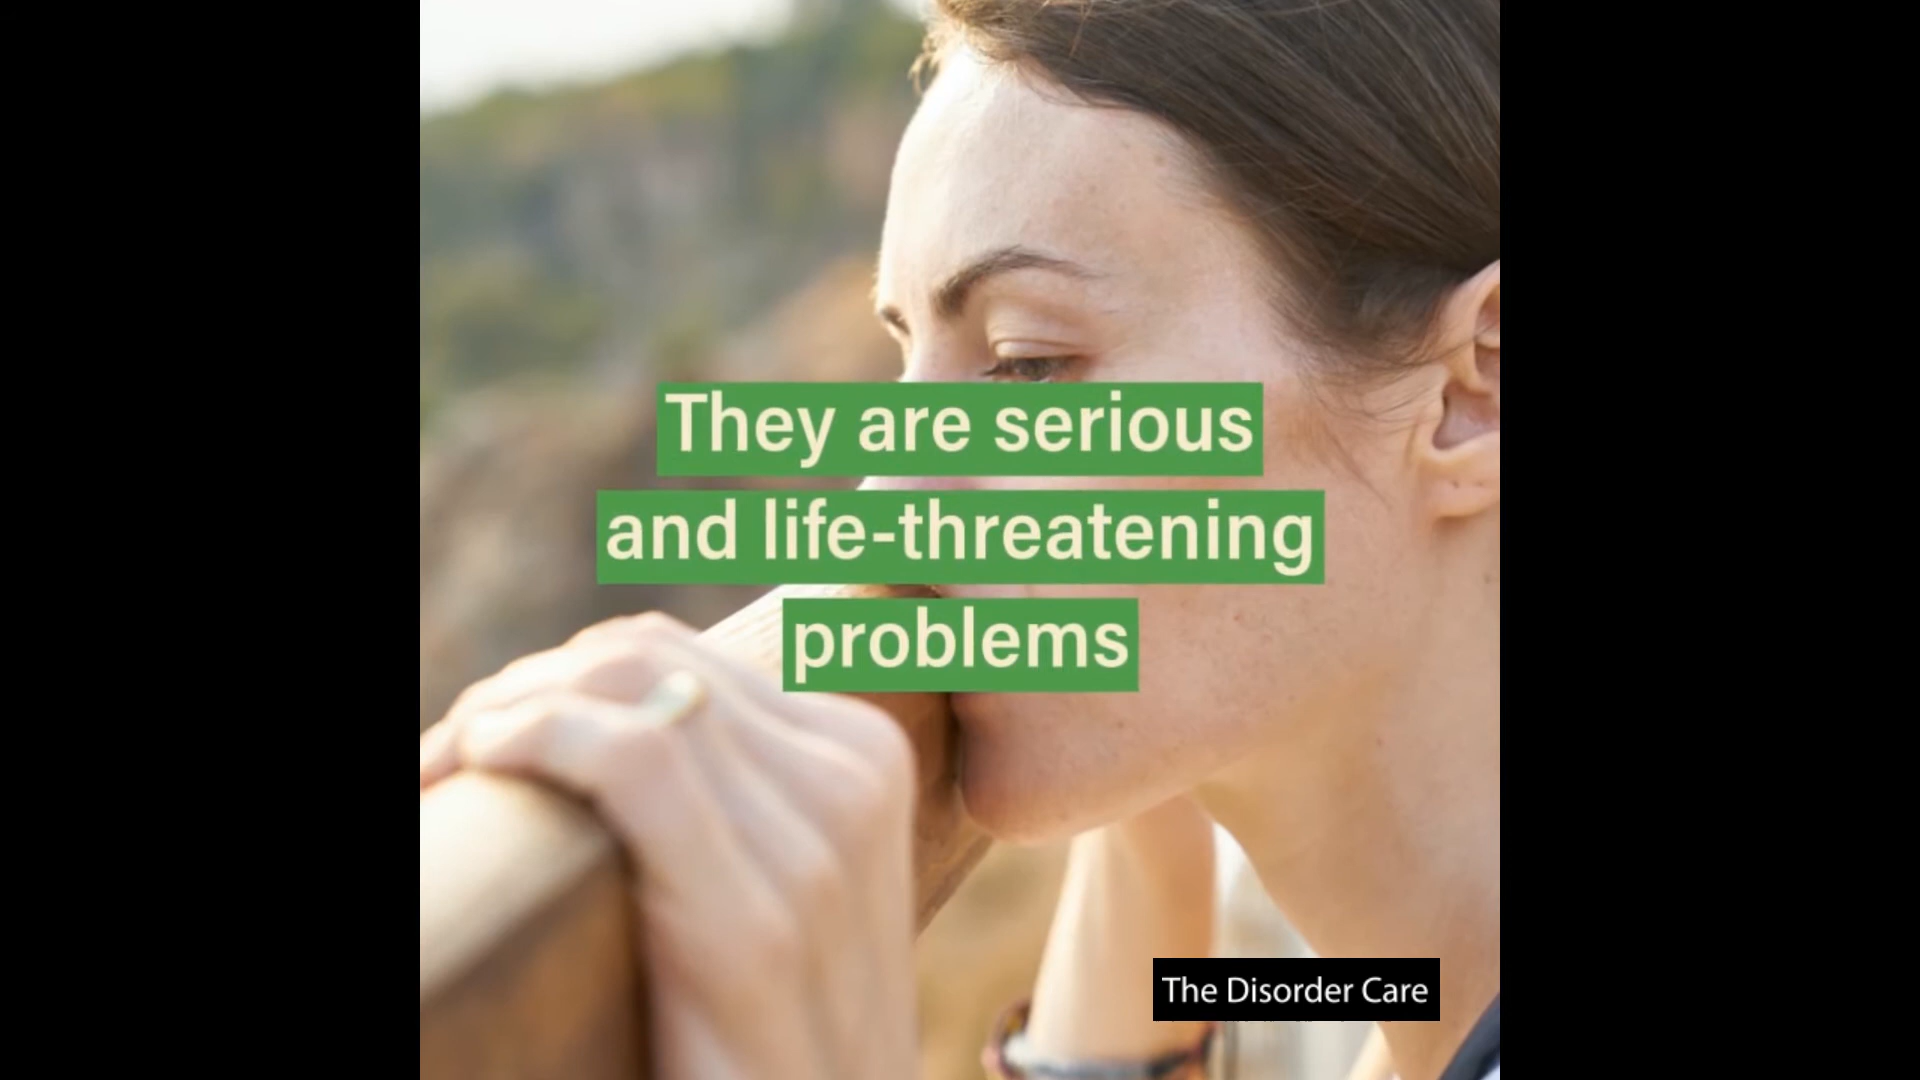 They are serious
and life-threatening
problems
The Disorder Care